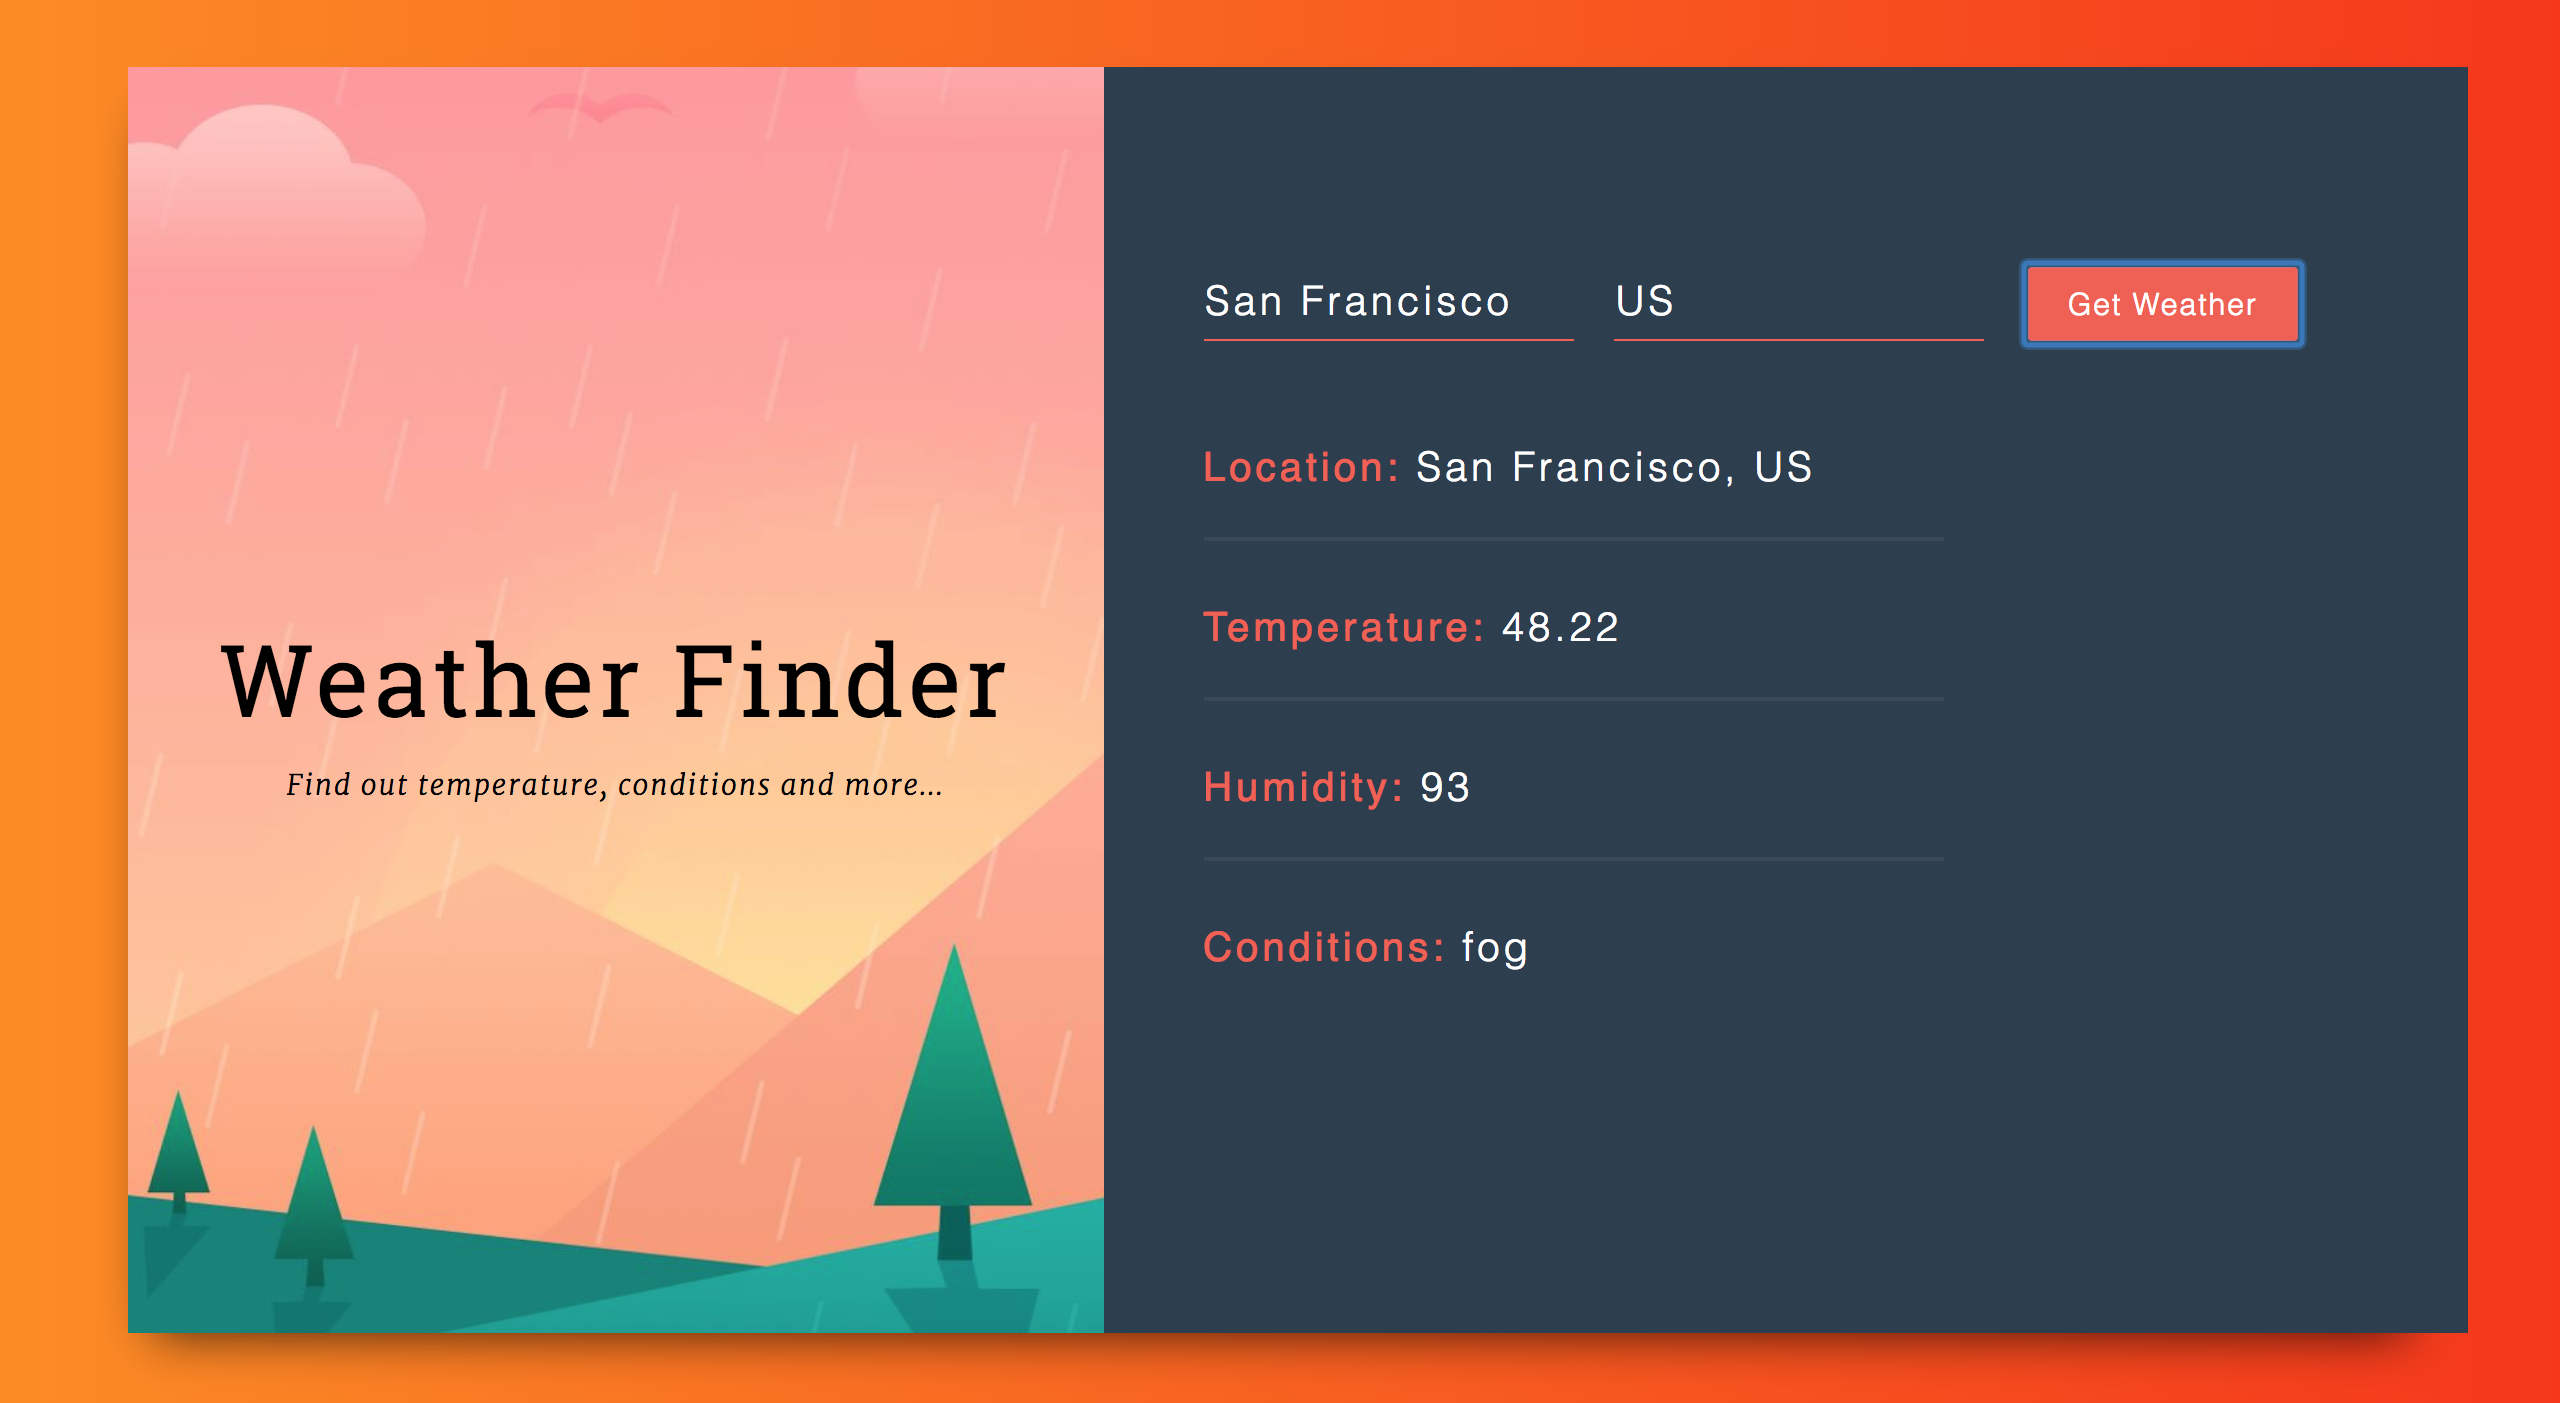 Weather Finder
Find out temperature, conditions and more...
San Francisco US Get Weather
Location: San Francisco, US
Temperature: 48.22
Humidity: 93
Conditions: fog